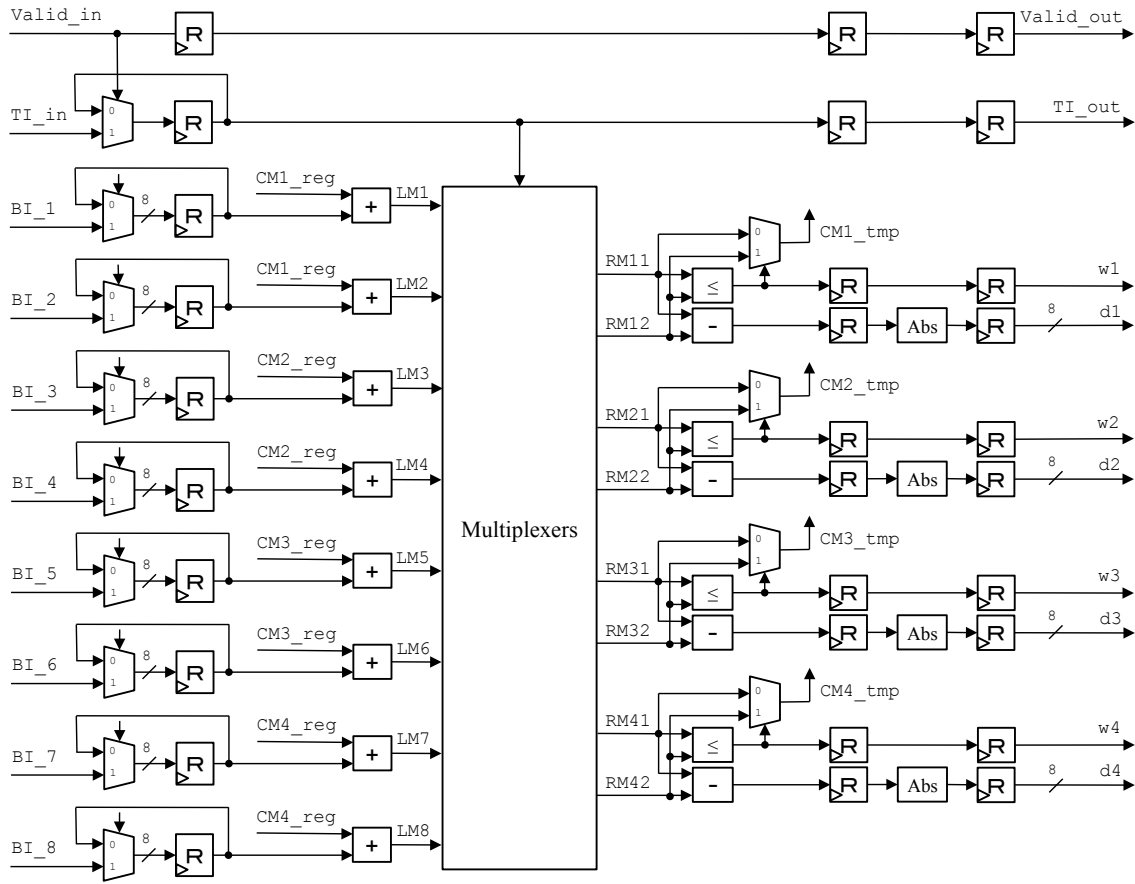 Valid_in
R
R
R
Valid_out
TI_in
0
1
R
R
R
TI_out
BI_1
0
1
8
R
CM1_reg
+
LM1
BI_2
0
1
8
R
CM1_reg
+
LM2
BI_3
0
1
8
R
CM2_reg
+
LM3
BI_4
0
1
8
R
CM2_reg
+
LM4
BI_5
0
1
8
R
CM3_reg
+
LM5
BI_6
0
1
8
R
CM3_reg
+
LM6
BI_7
0
1
8
R
CM4_reg
+
LM7
BI_8
0
1
8
R
CM4_reg
+
LM8
Multiplexers
RM11
RM12
0
1
CM1_tmp
≤
R
R
w1
-
R
Abs
R
8
d1
RM21
RM22
0
1
CM2_tmp
≤
R
R
w2
-
R
Abs
R
8
d2
RM31
RM32
0
1
CM3_tmp
≤
R
R
w3
-
R
Abs
R
8
d3
RM41
RM42
0
1
CM4_tmp
≤
R
R
w4
-
R
Abs
R
8
d4